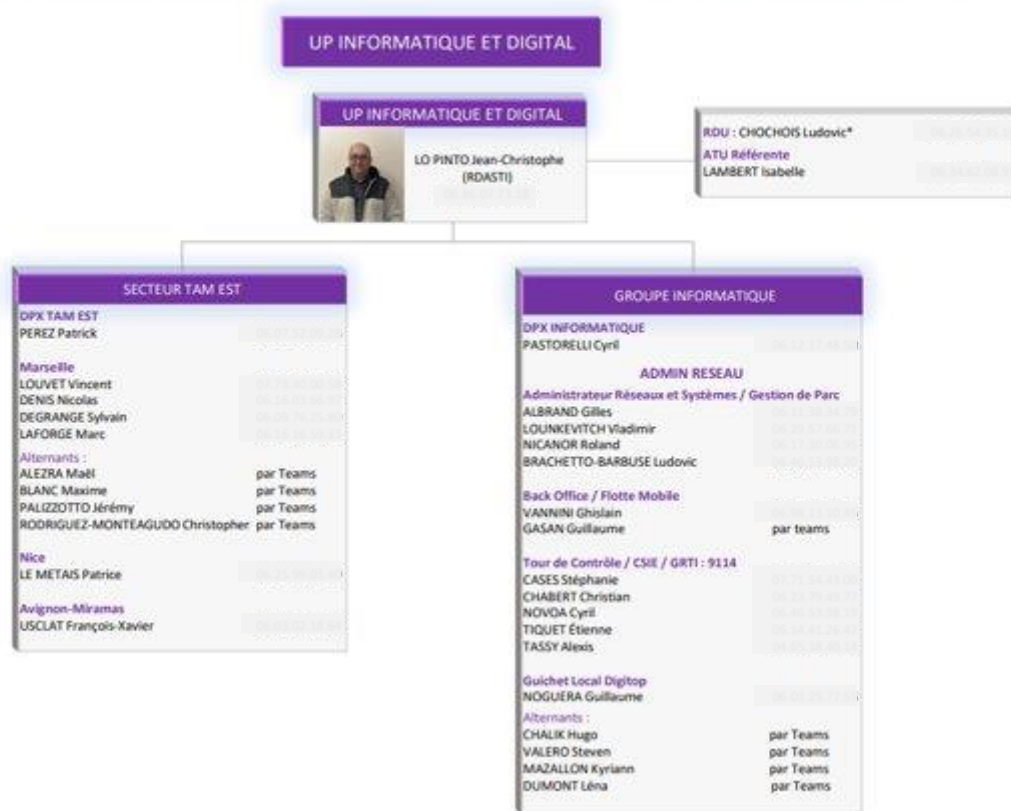 UP INFORMATIQUE ET DIGITAL
UP INFORMATIQUE ET DIGITAL
LO PINTO Jean-Christophe
(RDASTI)
RDU : CHOCHOIS Ludovic*
ATU Référente
LAMBERT Isabelle
SECTEUR TAM EST
DPX TAM EST
PEREZ Patrick
Marseille
LOUVET Vincent
DENIS Nicolas
DEGRANGE Sylvain
LAFORGE Marc
Alternants :
ALEZRA Maël par Teams
BLANC Maxime par Teams
PALIZZOTTO Jérémy par Teams
RODRIGUEZ-MONTEAGUDO Christopher par Teams
Nice
LE METAIS Patrice
Avignon-Miramas
USCLAT François-Xavier
GROUPE INFORMATIQUE
DPX INFORMATIQUE
PASTORELLI Cyril
ADMIN RESEAU
Administrateur Réseaux et Systèmes / Gestion de Parc
ALBRAND Gilles
LOUNKEVITCH Vladimir
NICANOR Roland
BRACHETTO-BARBUSE Ludovic
Back Office / Flotte Mobile
VANNINI Ghislain
GASAN Guillaume par teams
Tour de Contrôle / CSIE / GRTI : 9114
CASES Stéphanie
CHABERT Christian
NOVOA Cyril
TIQUET Étienne
TASSY Alexis
Guichet Local Digitop
NOGUERA Guillaume
Alternants :
CHALIK Hugo par Teams
VALERO Steven par Teams
MAZALLON Kyriann par Teams
DUMONT Léna par Teams